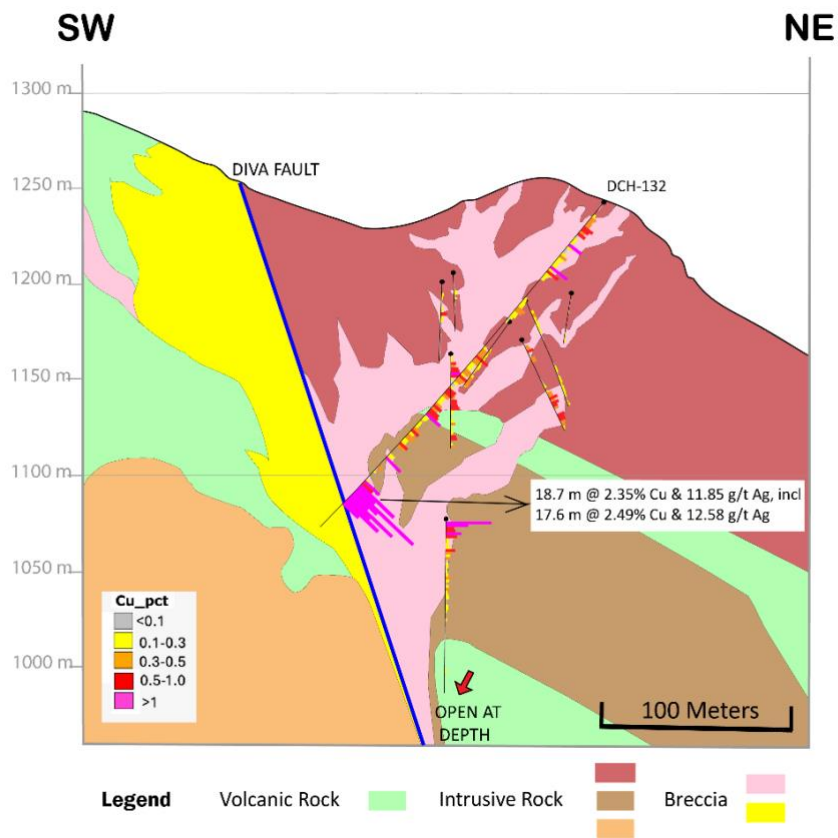 SW
NE
1300 m
1250 m
1200 m
1150 m
1100 m
1050 m
1000 m
DIVA FAULT
DCH-132
18.7 m @ 2.35% Cu & 11.85 g/t Ag, incl
17.6 m @ 2.49% Cu & 12.58 g/t Ag
Cu_pct
<0.1
0.1-0.3
0.3-0.5
0.5-1.0
>1
OPEN AT
DEPTH
100 Meters
Legend Volcanic Rock Intrusive Rock Breccia